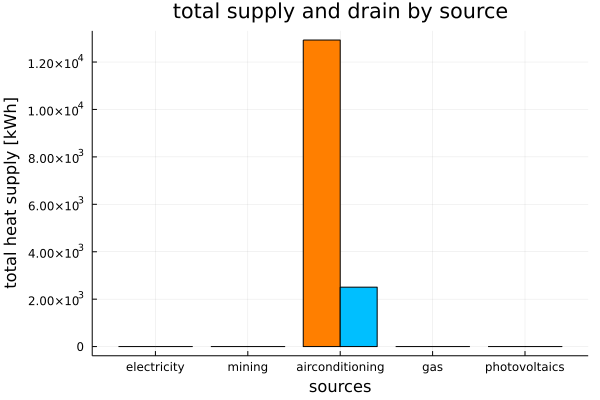 total supply and drain by source
total heat supply [kWh]
1.20×10⁴
1.00×10⁴
8.00×10³
6.00×10³
4.00×10³
2.00×10³
0
electricity mining airconditioning gas photovoltaics
sources